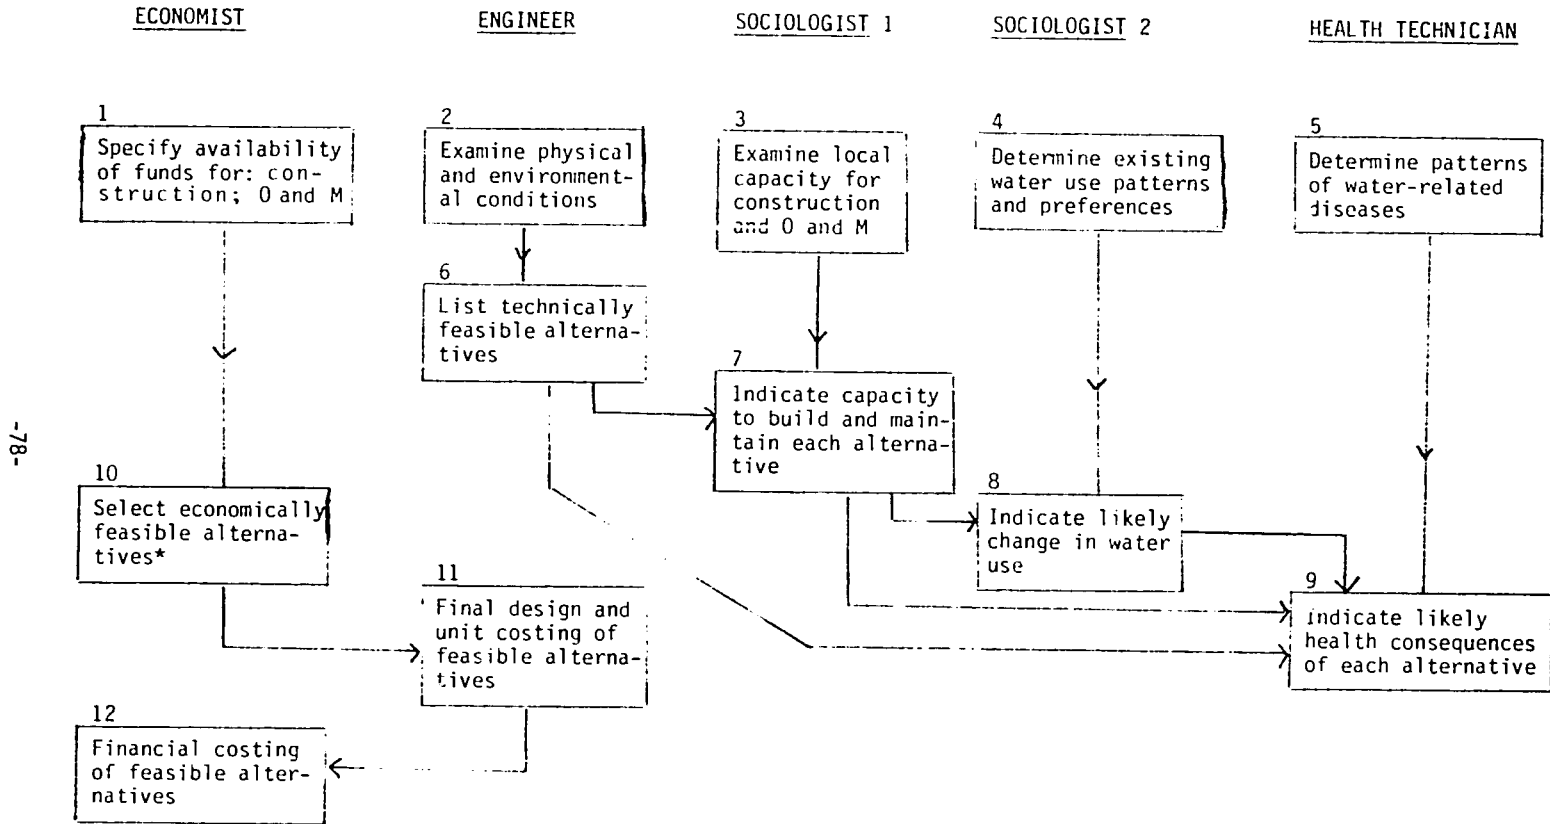 ECONOMIST
ENGINEER
SOCIOLOGIST 1
SOCIOLOGIST 2
HEALTH TECHNICIAN
1
Specify availability
of funds for: con-
struction; O and M
2
Examine physical
and environment-
al conditions
3
Examine local
capacity for
construction
and O and M
4
Determine existing
water use patterns
and preferences
5
Determine patterns
of water-related
diseases
6
List technically
feasible alterna-
tives
7
Indicate capacity
to build and main-
tain each alterna-
tive
8
Indicate likely
change in water
use
9
Indicate likely
health consequences
of each alternative
10
Select economically
feasible alterna-
tives*
11
Final design and
unit costing of
feasible alterna-
tives
12
Financial costing
of feasible alter-
natives
-78-